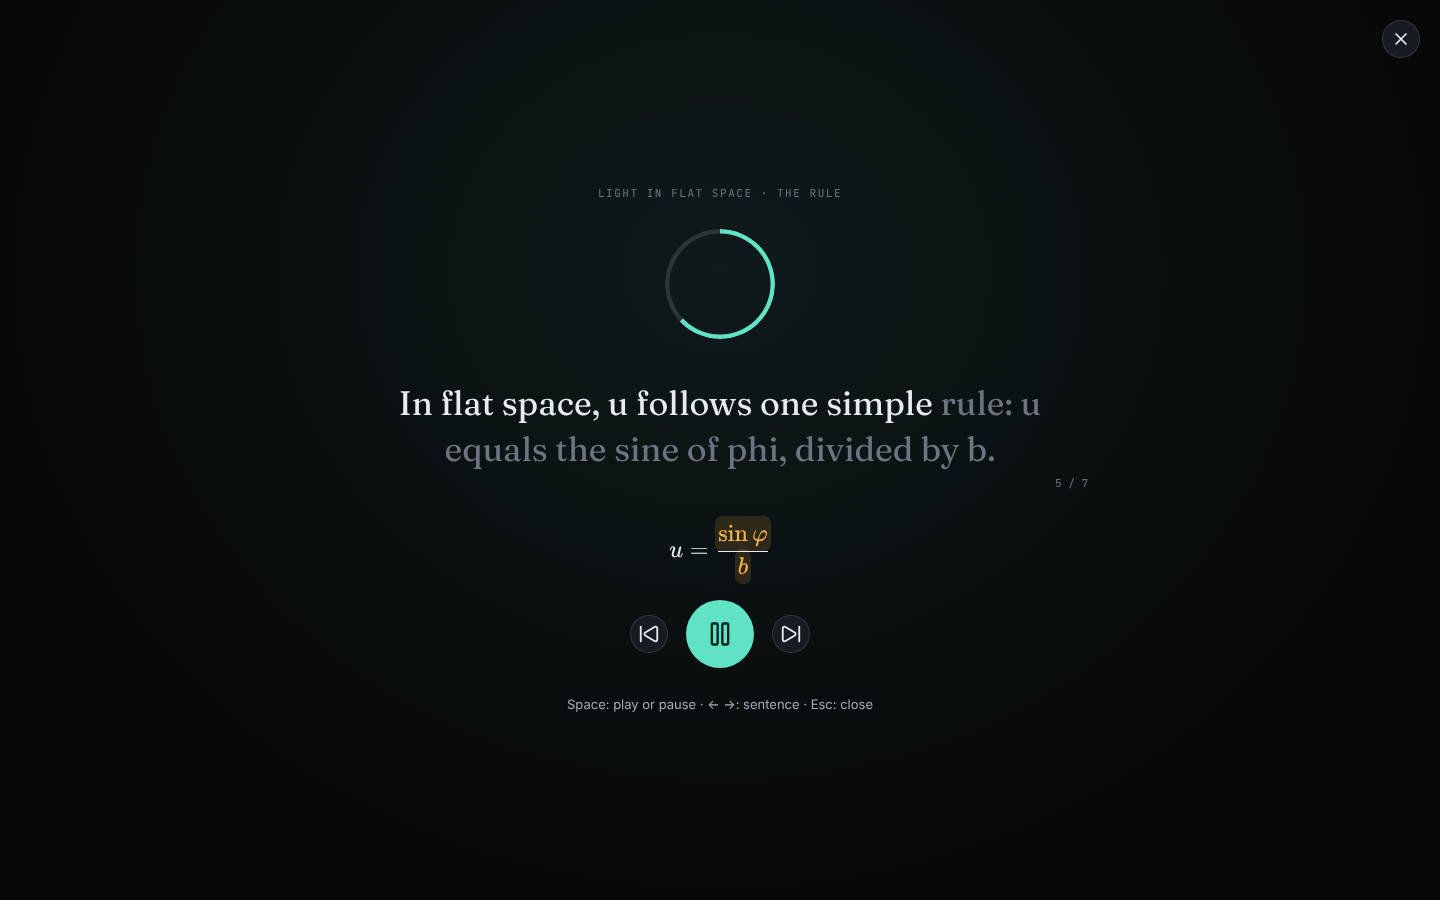 LIGHT IN FLAT SPACE · THE RULE
In flat space, u follows one simple rule: u
equals the sine of phi, divided by b.
5 / 7
u = sin φ / b
Space: play or pause · ← →: sentence · Esc: close